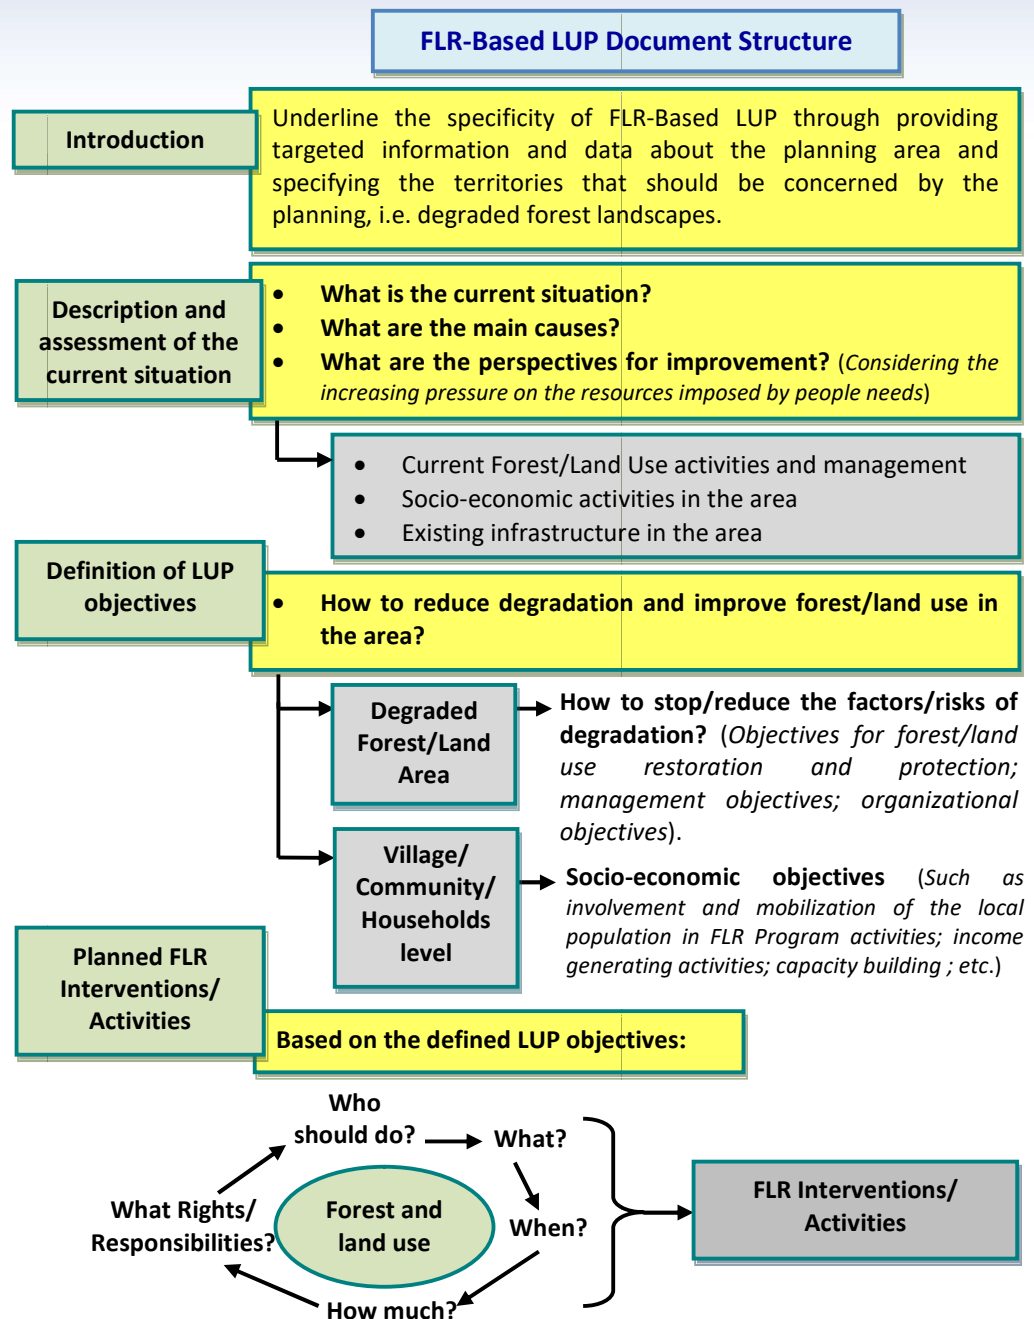 FLR-Based LUP Document Structure
Introduction
Underline the specificity of FLR-Based LUP through providing
targeted information and data about the planning area and
specifying the territories that should be concerned by the
planning, i.e. degraded forest landscapes.
Description and
assessment of the
current situation
• What is the current situation?
• What are the main causes?
• What are the perspectives for improvement? (Considering the
increasing pressure on the resources imposed by people needs)
• Current Forest/Land Use activities and management
• Socio-economic activities in the area
• Existing infrastructure in the area
Definition of LUP
objectives
• How to reduce degradation and improve forest/land use in
the area?
Degraded
Forest/Land
Area
How to stop/reduce the factors/risks of
degradation? (Objectives for forest/land
use restoration and protection;
management objectives; organizational
objectives).
Village/
Community/
Households
level
Socio-economic objectives (Such as
involvement and mobilization of the local
population in FLR Program activities; income
generating activities; capacity building ; etc.)
Planned FLR
Interventions/
Activities
Based on the defined LUP objectives:
Who
should do?
What?
When?
How much?
What Rights/
Responsibilities?
Forest and
land use
FLR Interventions/
Activities